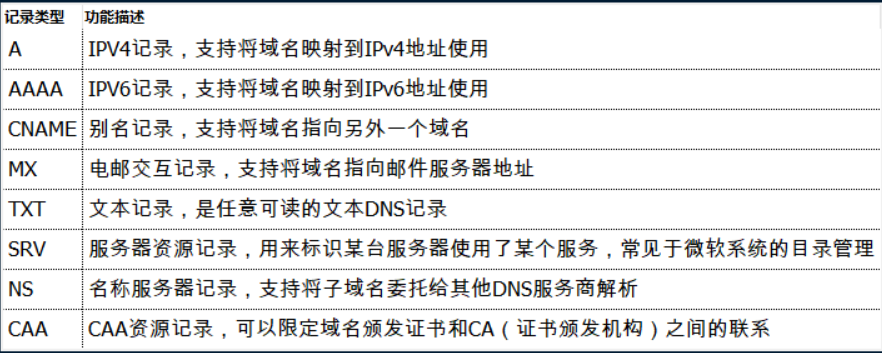 记录类型 功能描述
A IPV4记录，支持将域名映射到IPv4地址使用
AAAA IPV6记录，支持将域名映射到IPv6地址使用
CNAME 别名记录，支持将域名指向另外一个域名
MX 电邮交互记录，支持将域名指向邮件服务器地址
TXT 文本记录，是任意可读的文本DNS记录
SRV 服务器资源记录，用来标识某台服务器使用了某个服务，常见于微软系统的目录管理
NS 名称服务器记录，支持将子域名委托给其他DNS服务商解析
CAA CAA资源记录，可以限定域名颁发证书和CA（证书颁发机构）之间的联系